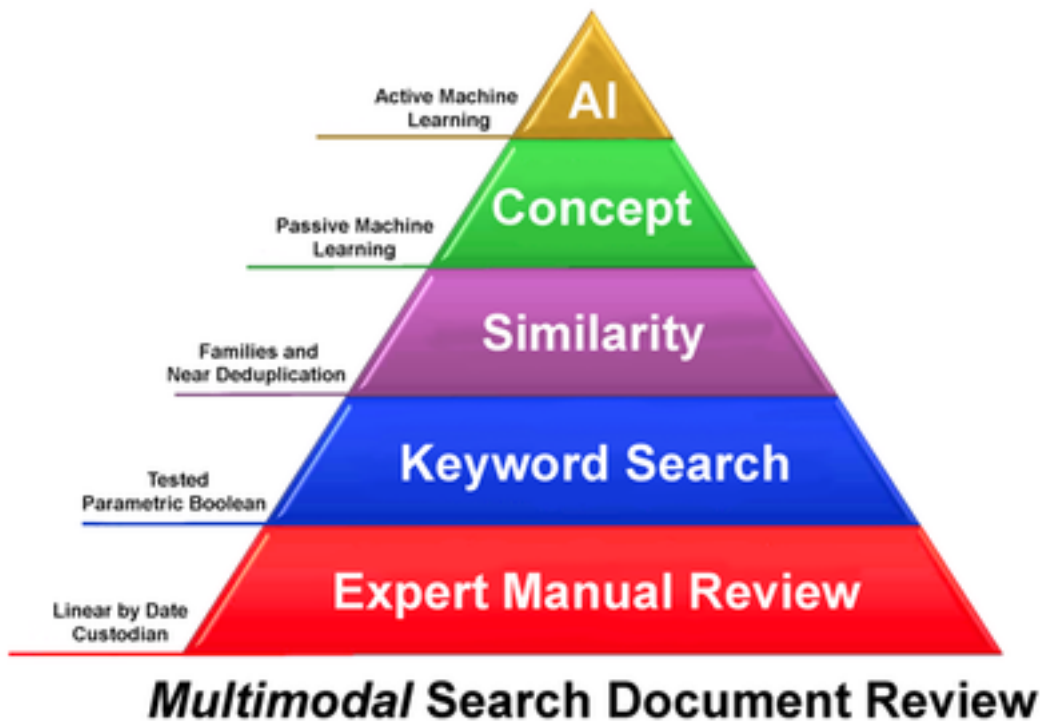 Active Machine
Learning
AI
Passive Machine
Learning
Concept
Families and
Near Deduplication
Similarity
Tested
Parametric Boolean
Keyword Search
Linear by Date
Custodian
Expert Manual Review
Multimodal Search Document Review